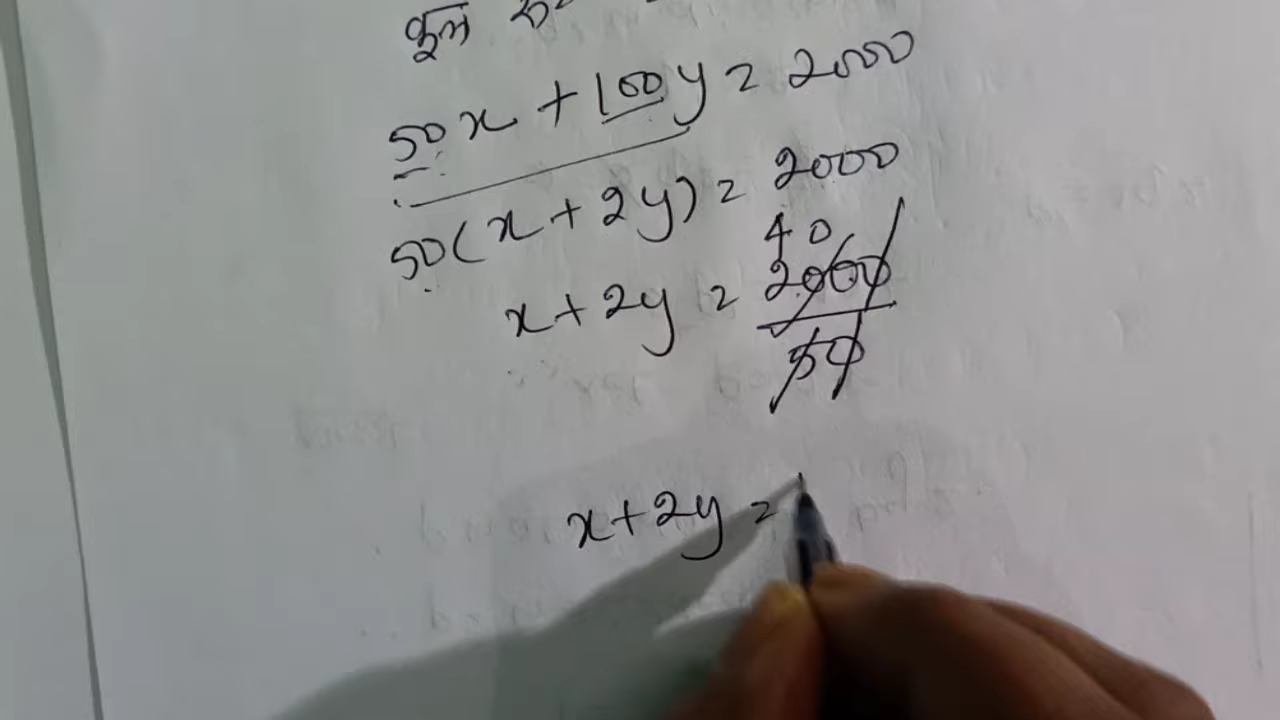 कुल
50x + 100y = 2000
50(x + 2y) = 2000
40
x + 2y = 2000
50
x + 2y =